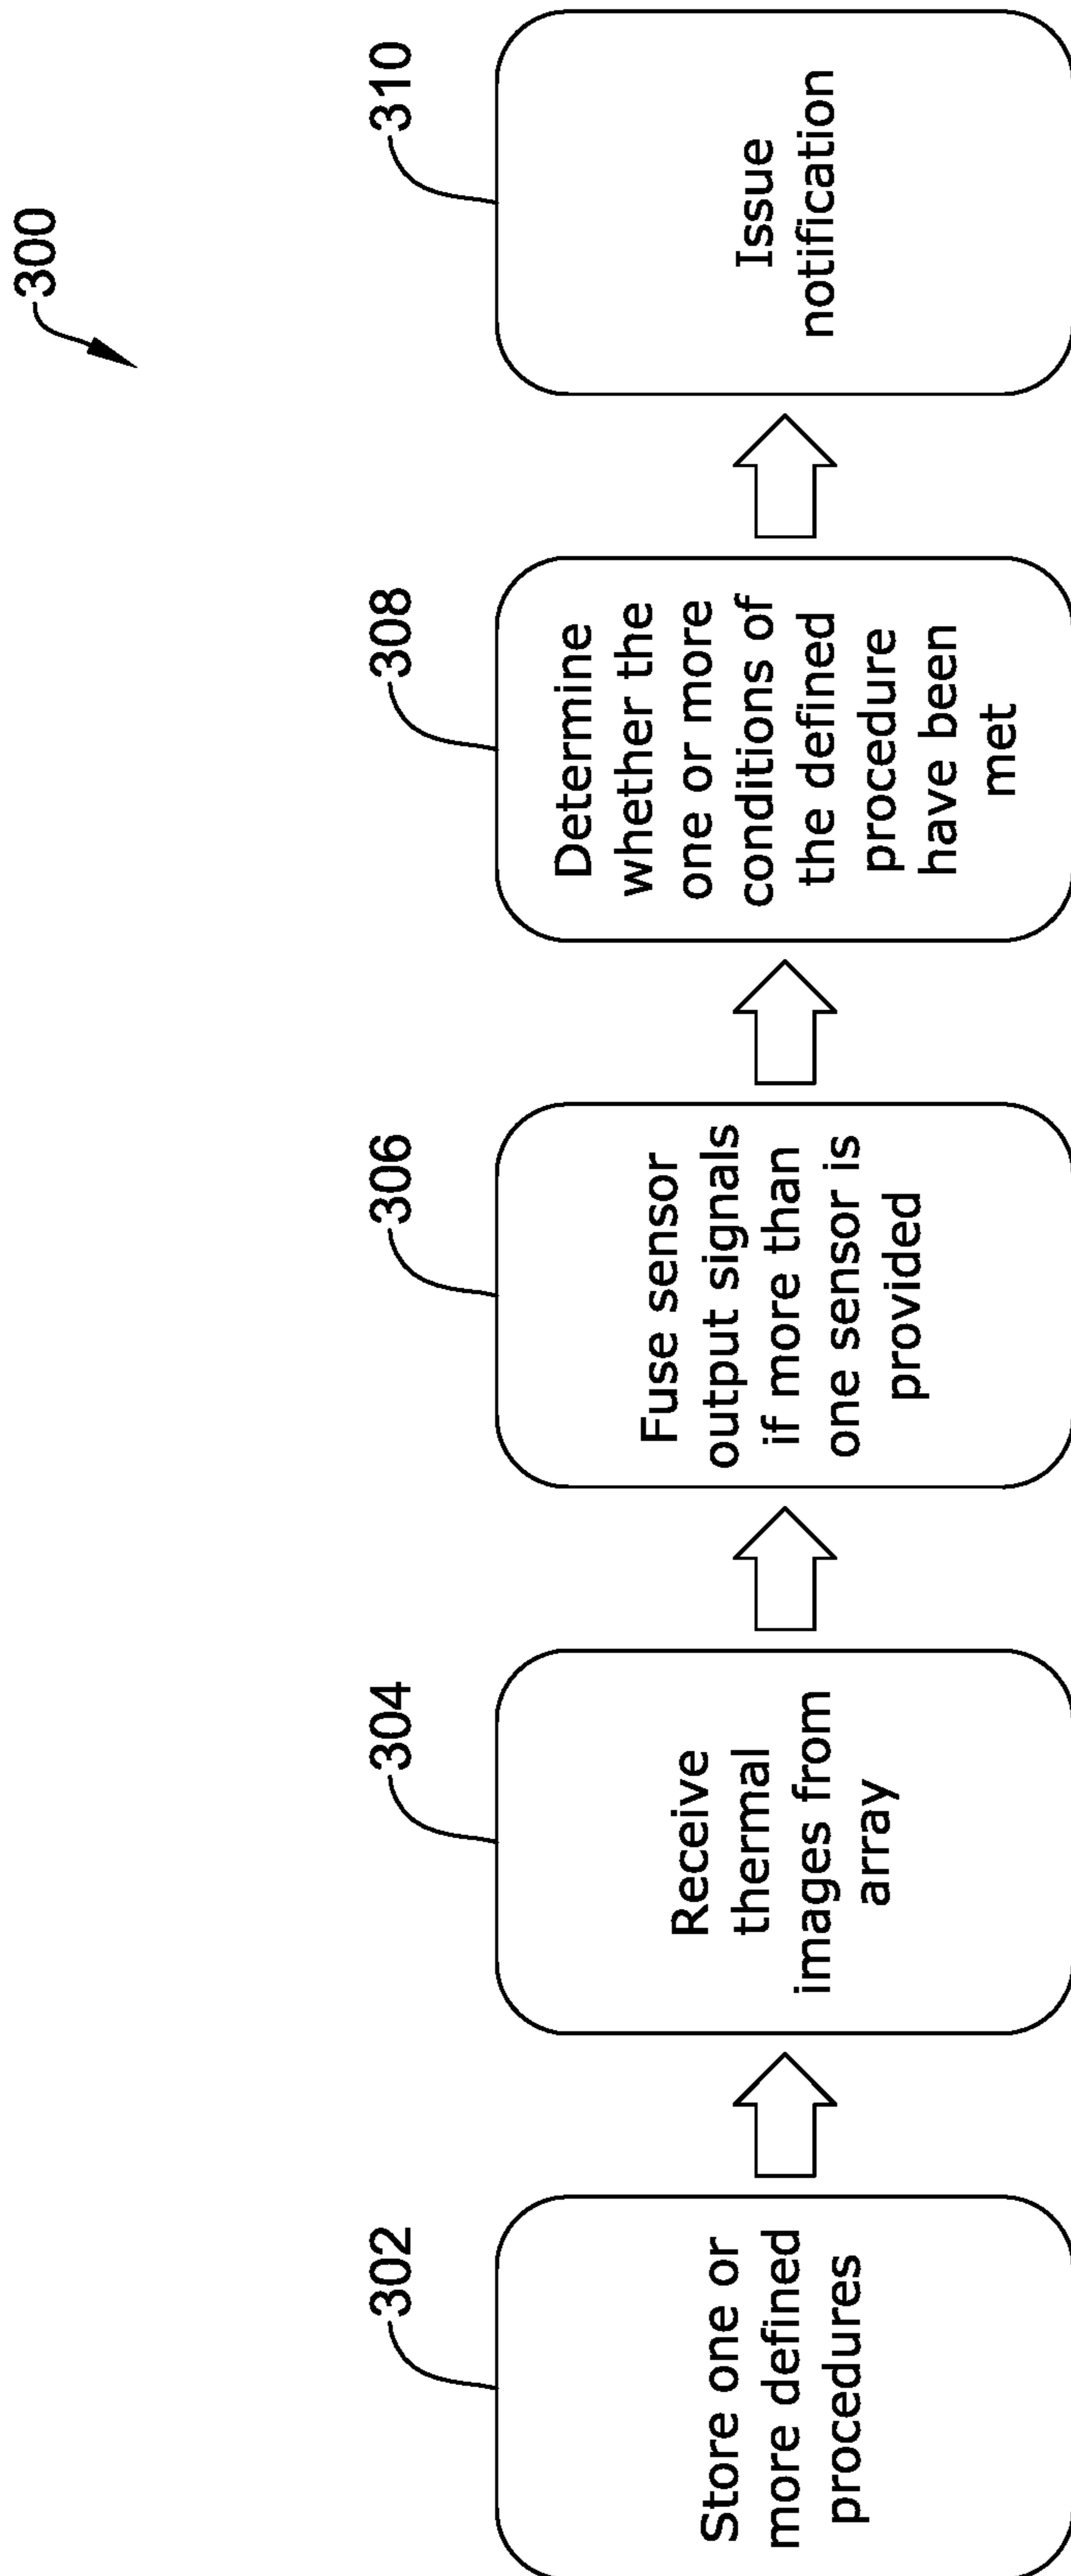 300
302
Store one or
more defined
procedures
304
Receive
thermal
images from
array
306
Fuse sensor
output signals
if more than
one sensor is
provided
308
Determine
whether the
one or more
conditions of
the defined
procedure
have been
met
310
Issue
notification